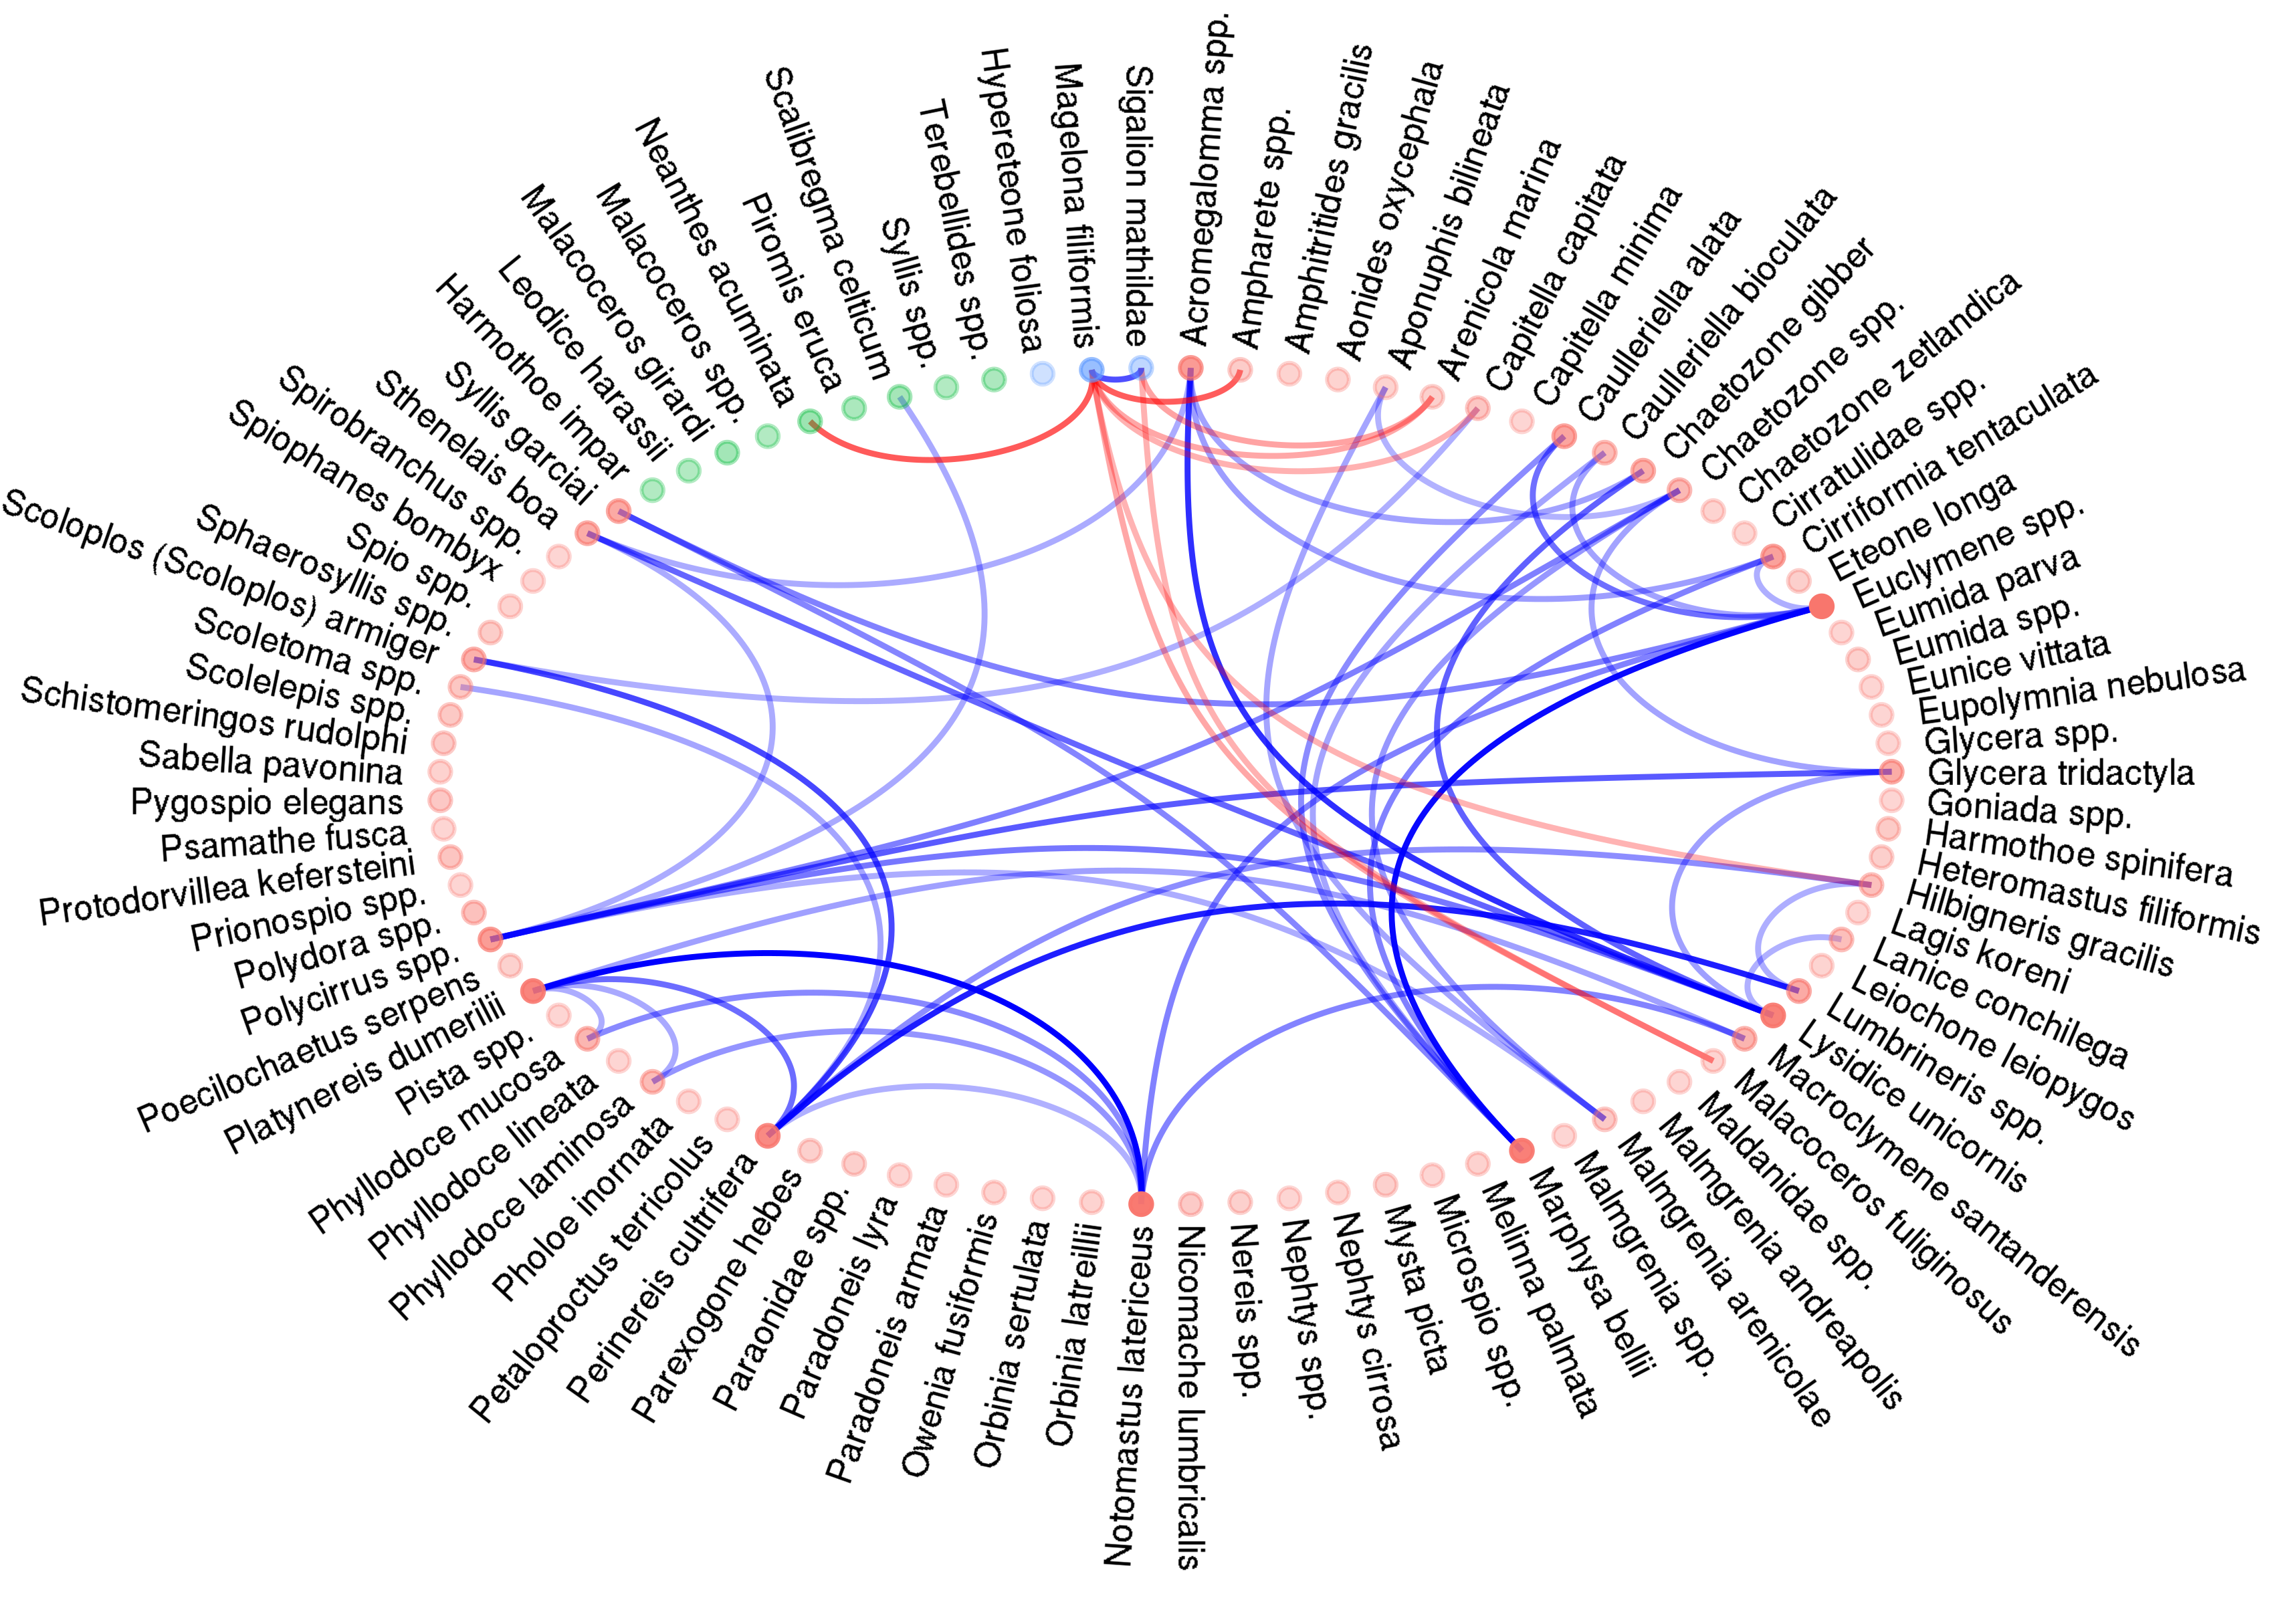 Acromegalomma spp.
Ampharete spp.
Amphitritides gracilis
Aonides oxycephala
Aponuphis bilineata
Arenicola marina
Capitella capitata
Capitella minima
Caulleriella alata
Caulleriella bioculata
Chaetozone gibber
Chaetozone spp.
Chaetozone zetlandica
Cirratulidae spp.
Cirriformia tentaculata
Eteone longa
Euclymene spp.
Eumida parva
Eumida spp.
Eunice vittata
Eupolymnia nebulosa
Glycera spp.
Glycera tridactyla
Goniada spp.
Harmothoe spinifera
Heteromastus filiformis
Hilbigneris gracilis
Lagis koreni
Lanice conchilega
Leiochone leiopygos
Lumbrineris spp.
Lysidice unicornis
Macroclymene santanderensis
Malacoceros fuliginosus
Maldanidae spp.
Malmgrenia andreapolis
Malmgrenia arenicolae
Malmgrenia spp.
Marphysa bellii
Melinna palmata
Microspio spp.
Mysta picta
Nephtys cirrosa
Nephtys spp.
Nereis spp.
Nicomache lumbricalis
Notomastus latericeus
Orbinia latreillii
Orbinia sertulata
Owenia fusiformis
Paradoneis armata
Paradoneis lyra
Paraonidae spp.
Parexogone hebes
Perinereis cultrifera
Petaloproctus terricolus
Pholoe inornata
Phyllodoce laminosa
Phyllodoce lineata
Phyllodoce mucosa
Pista spp.
Platynereis dumerilii
Poecilochaetus serpens
Polycirrus spp.
Polydora spp.
Prionospio spp.
Protodorvillea kefersteini
Psamathe fusca
Pygospio elegans
Sabella pavonina
Schistomeringos rudolphi
Scolelepis spp.
Scoletoma spp.
Scoloplos (Scoloplos) armiger
Sphaerosyllis spp.
Spio spp.
Spiophanes bombyx
Spirobranchus spp.
Sthenelais boa
Syllis garciai
Harmothoe impar
Leodice harassii
Malacoceros girardi
Malacoceros spp.
Neanthes acuminata
Piromis eruca
Scalibregma celticum
Syllis spp.
Terebellides spp.
Hypereteone foliosa
Magelona filiformis
Sigalion mathildae